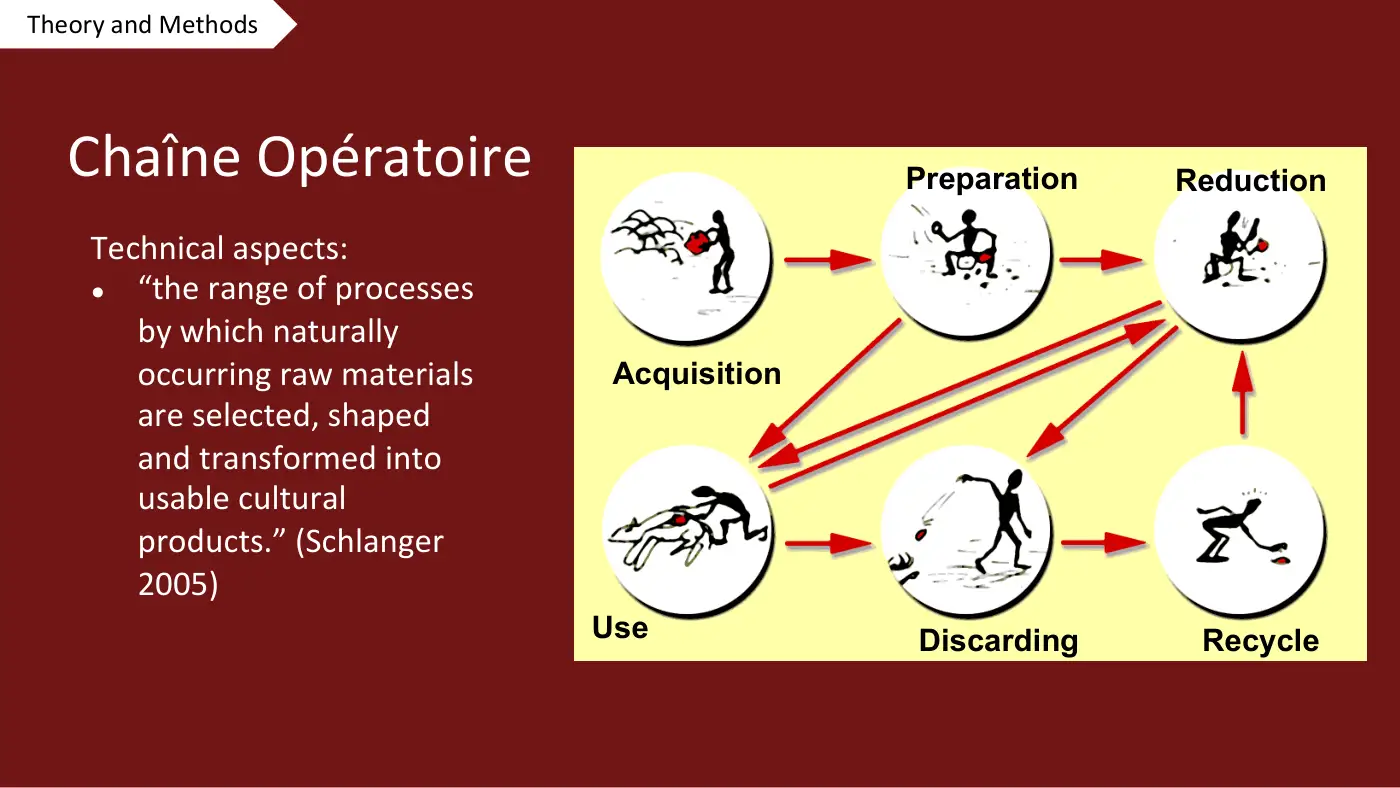 Theory and Methods
Chaîne Opératoire
Technical aspects:
● “the range of processes
by which naturally
occurring raw materials
are selected, shaped
and transformed into
usable cultural
products.” (Schlanger
2005)
Preparation
Reduction
Acquisition
Use
Discarding
Recycle